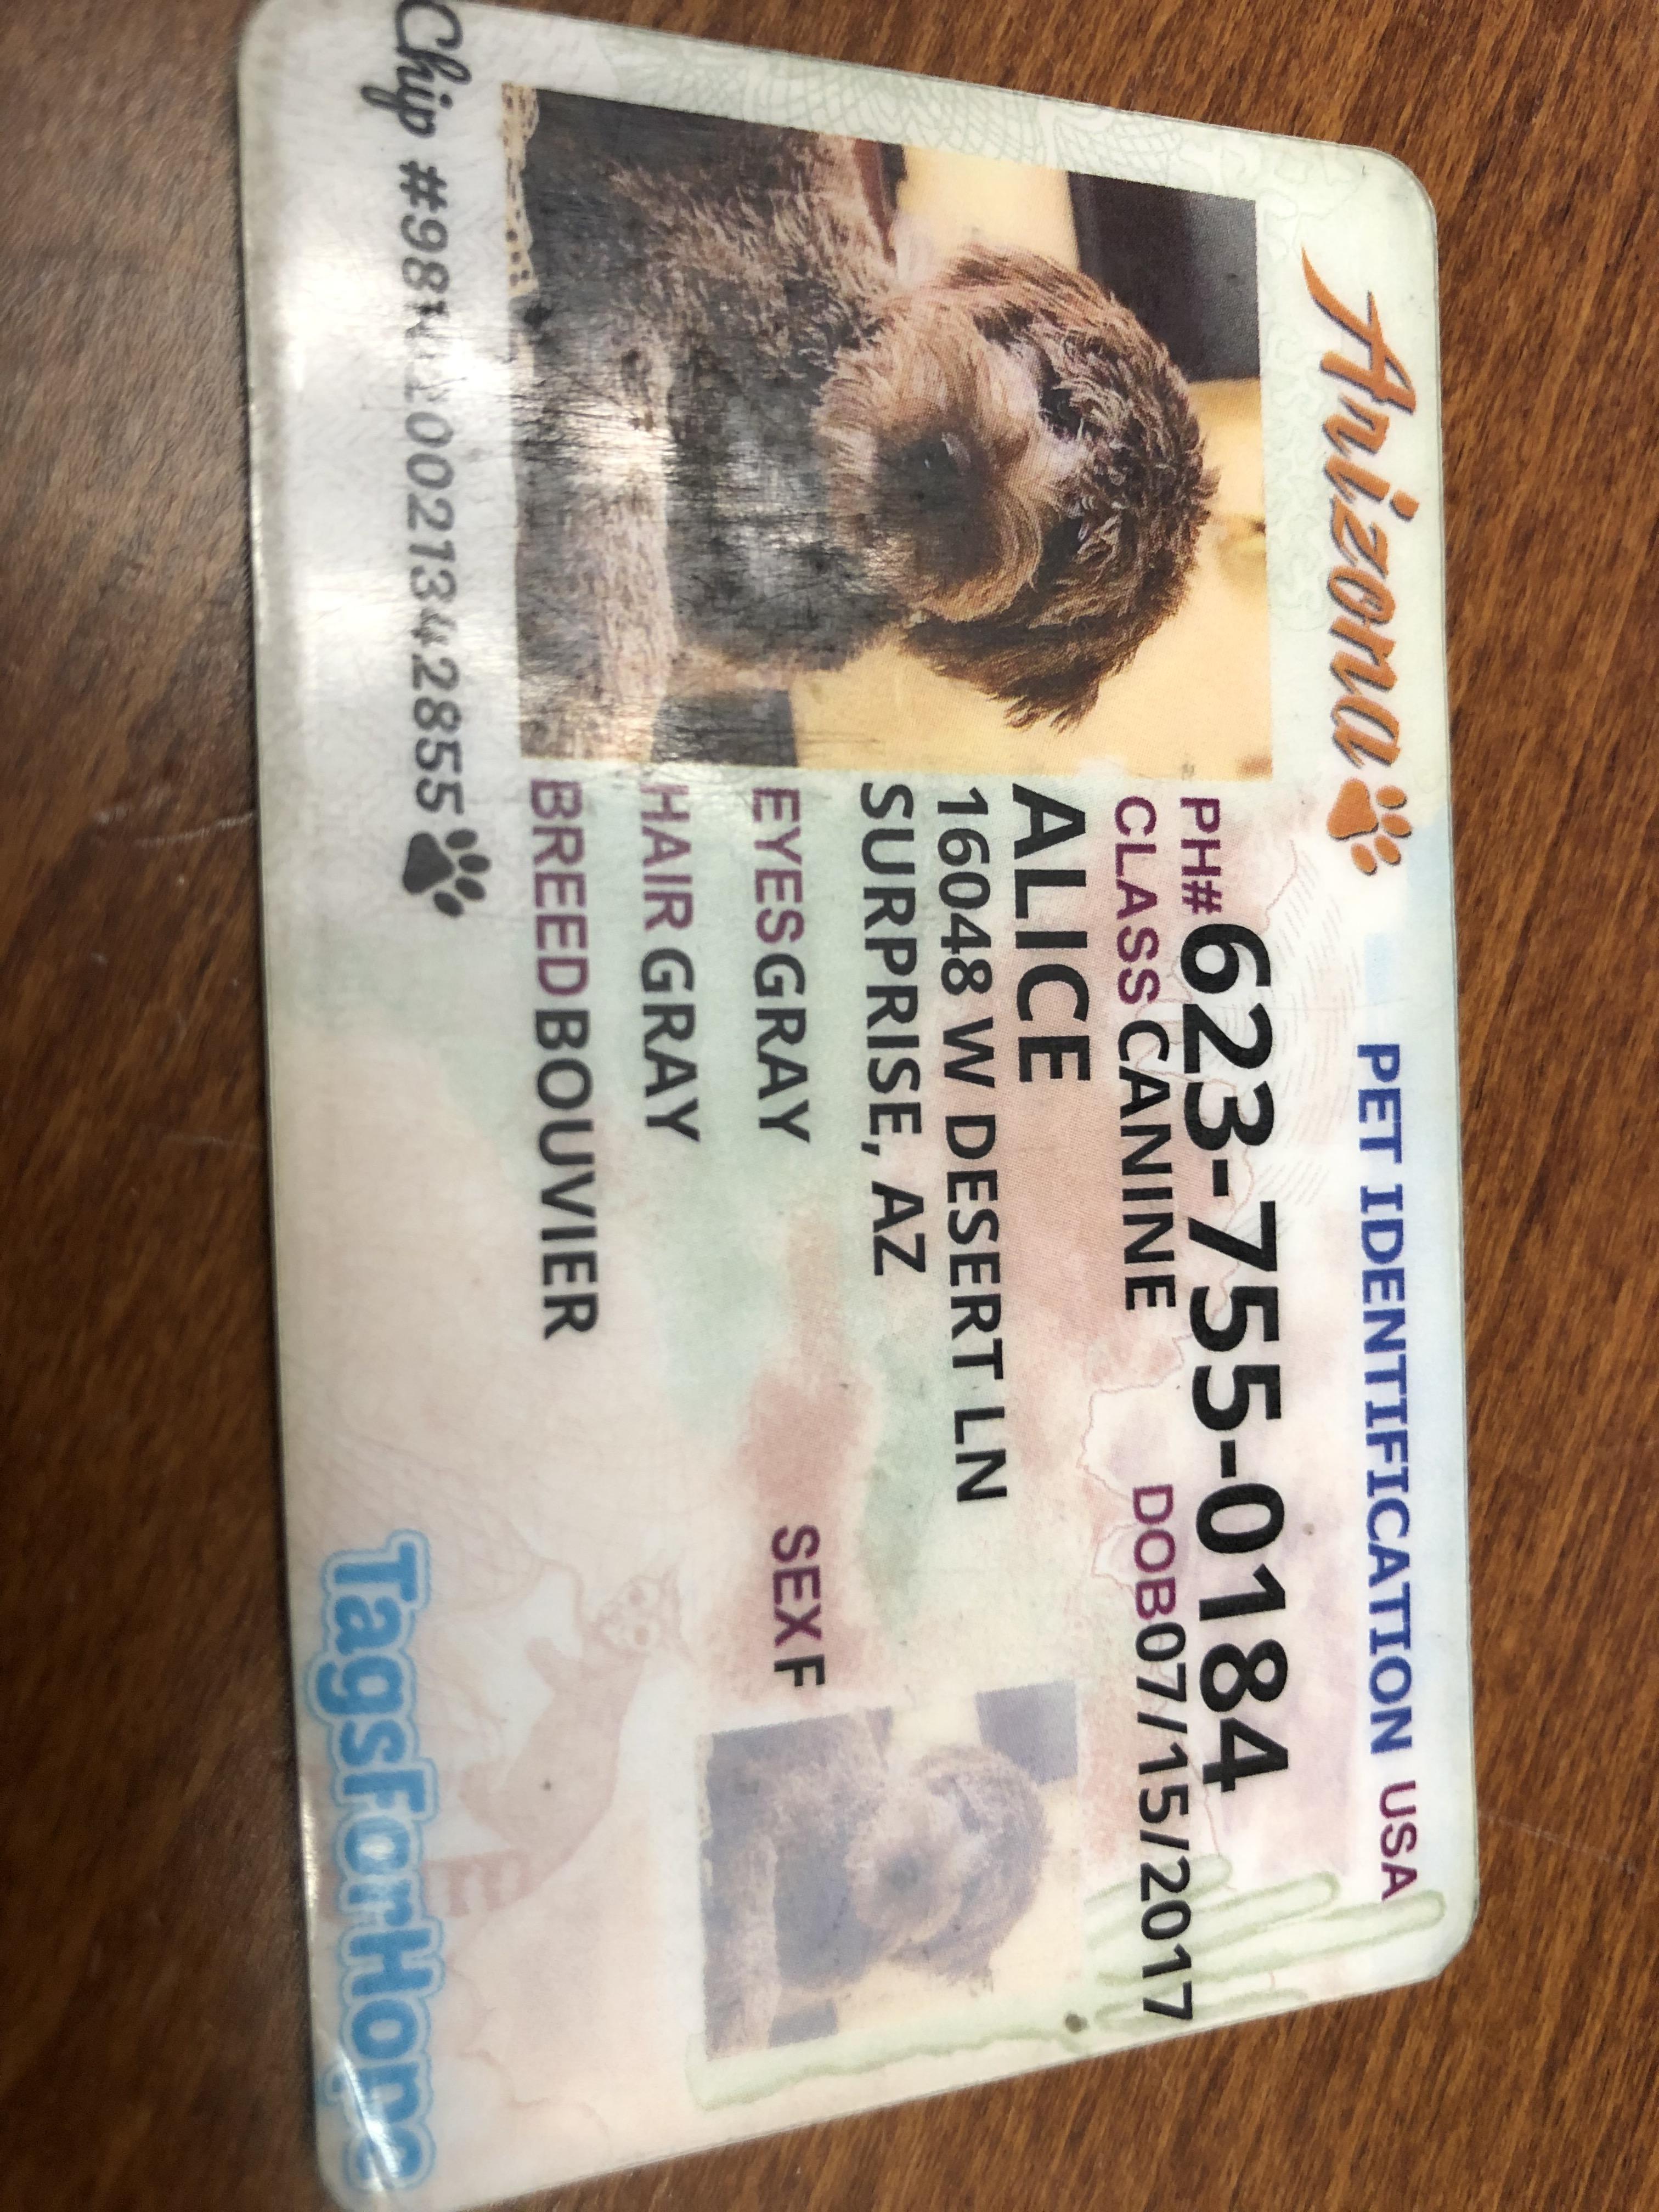 Arizona
PET IDENTIFICATION USA
PH# 623-755-0184
CLASS CANINE DOB 07/15/2017
ALICE
16048 W DESERT LN
SURPRISE, AZ
EYES GRAY SEX F
HAIR GRAY
BREED BOUVIER
Chip
TagsForHope